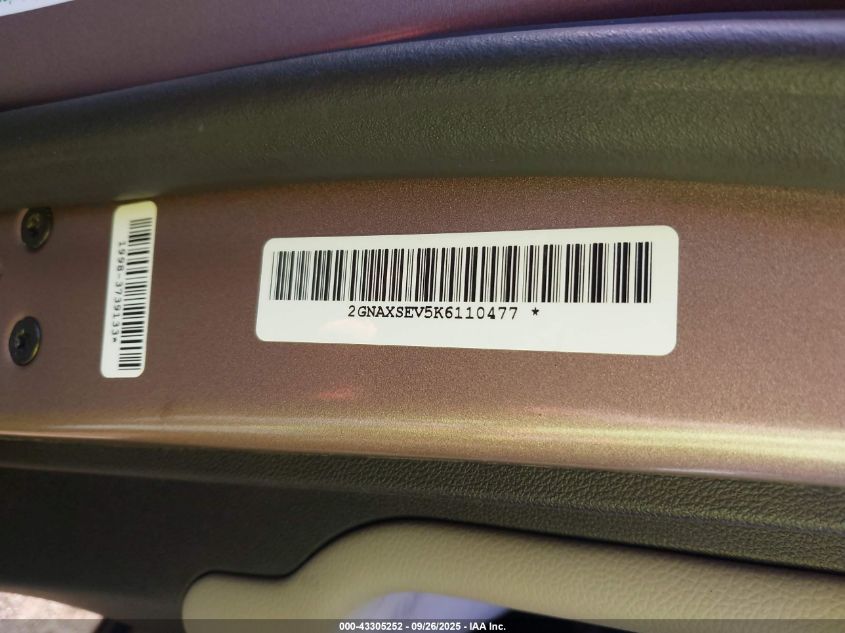 1998-3739133*
2GNAXSEV5K6110477 *
000-43305252 - 09/26/2025 - IAA Inc.